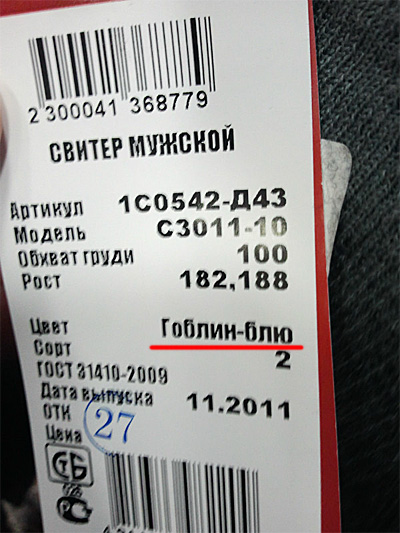 2 300041 368779
СВИТЕР МУЖСКОЙ
Артикул 1С0542-Д43
Модель С3011-10
Обхват груди 100
Рост 182,188
Цвет Гоблин-блю
Сорт 2
ГОСТ 31410-2009
Дата выпуска 11.2011
ОТК 27
Цена
СТБ